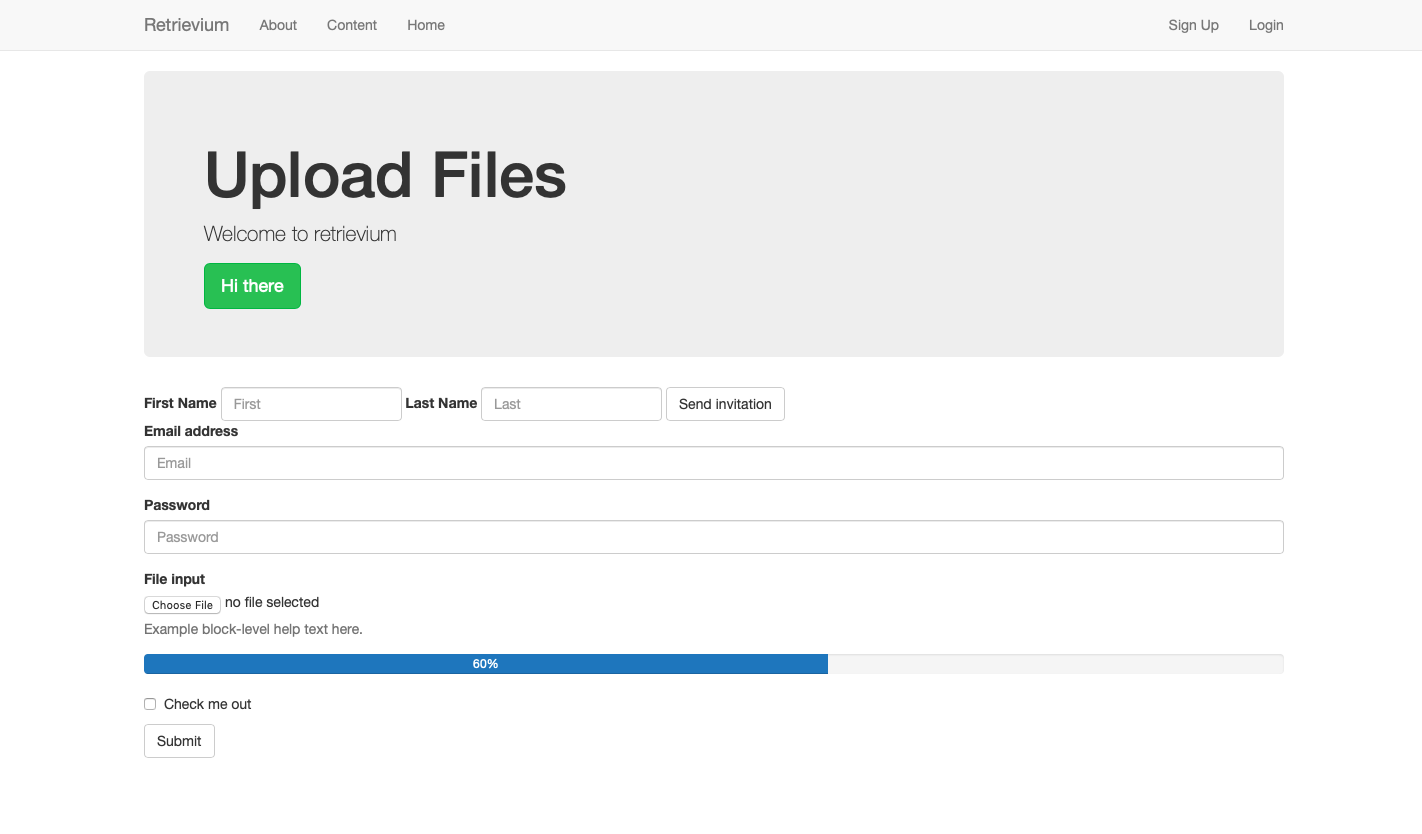 Retrievium About Content Home Sign Up Login
Upload Files
Welcome to retrievium
Hi there
First Name First Last Name Last Send invitation
Email address
Email
Password
Password
File input
Choose File no file selected
Example block-level help text here.
60%
Check me out
Submit